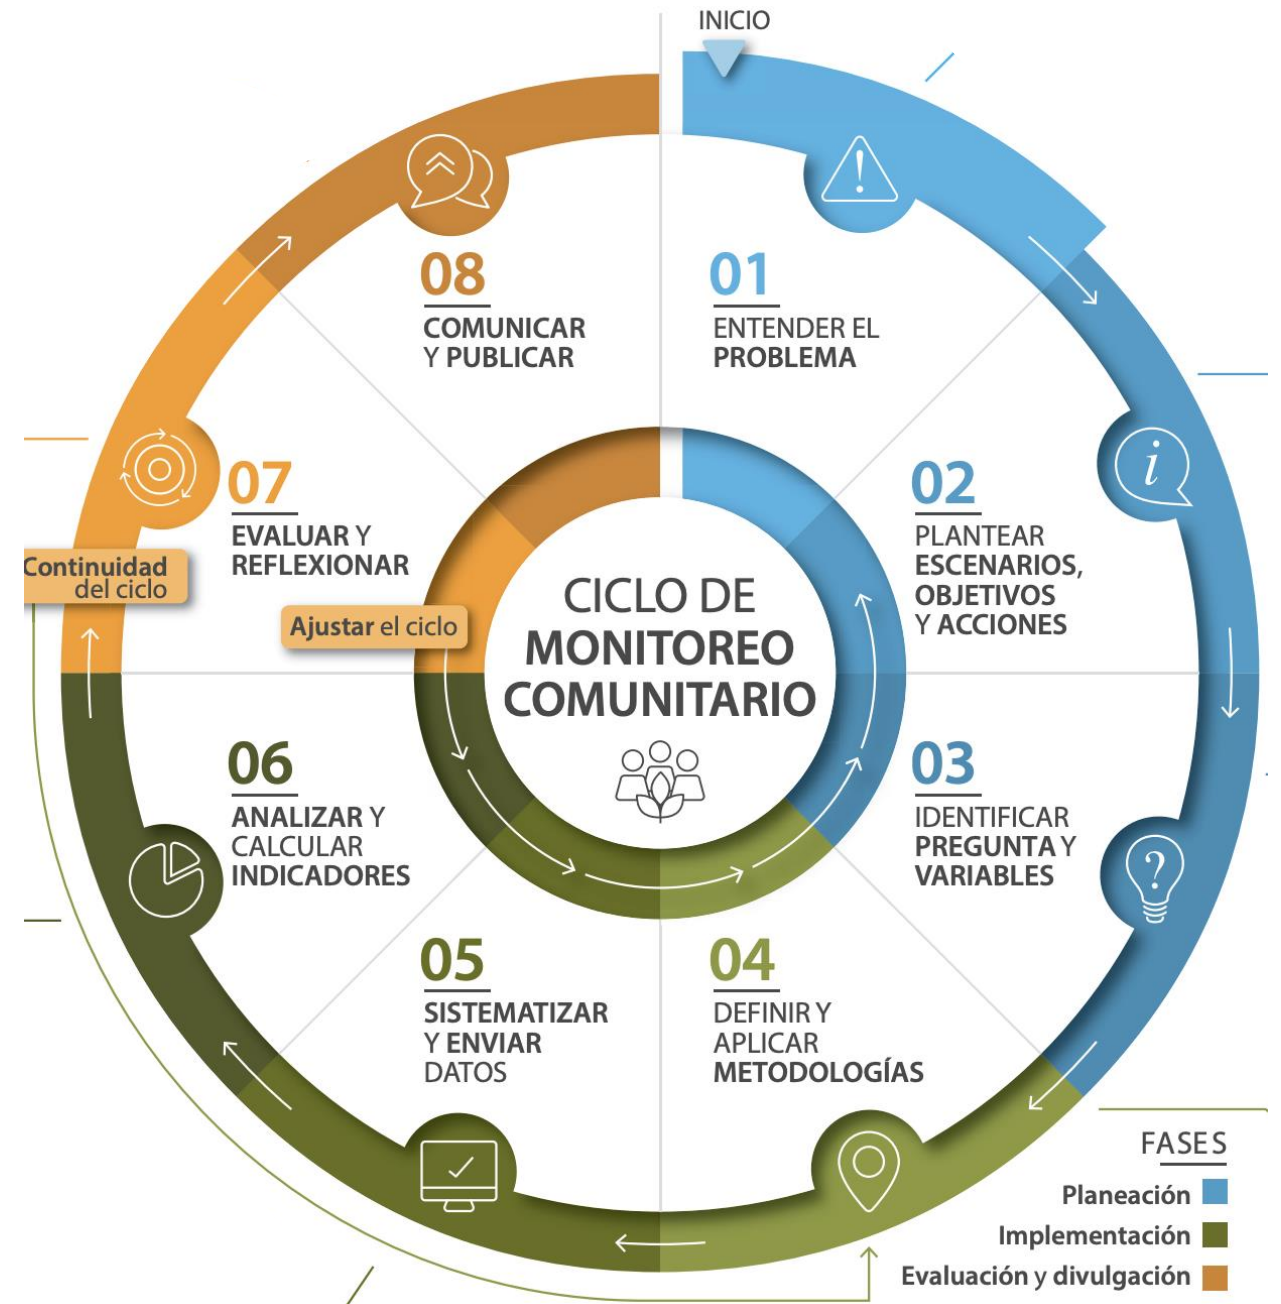 INICIO
01
ENTENDER EL
PROBLEMA
02
PLANTEAR
ESCENARIOS,
OBJETIVOS
Y ACCIONES
i
03
IDENTIFICAR
PREGUNTA Y
VARIABLES
?
04
DEFINIR Y
APLICAR
METODOLOGÍAS
05
SISTEMATIZAR
Y ENVIAR
DATOS
06
ANALIZAR Y
CALCULAR
INDICADORES
07
EVALUAR Y
REFLEXIONAR
Continuidad
del ciclo
Ajustar el ciclo
08
COMUNICAR
Y PUBLICAR
!
CICLO DE
MONITOREO
COMUNITARIO
FASES
Planeación
Implementación
Evaluación y divulgación